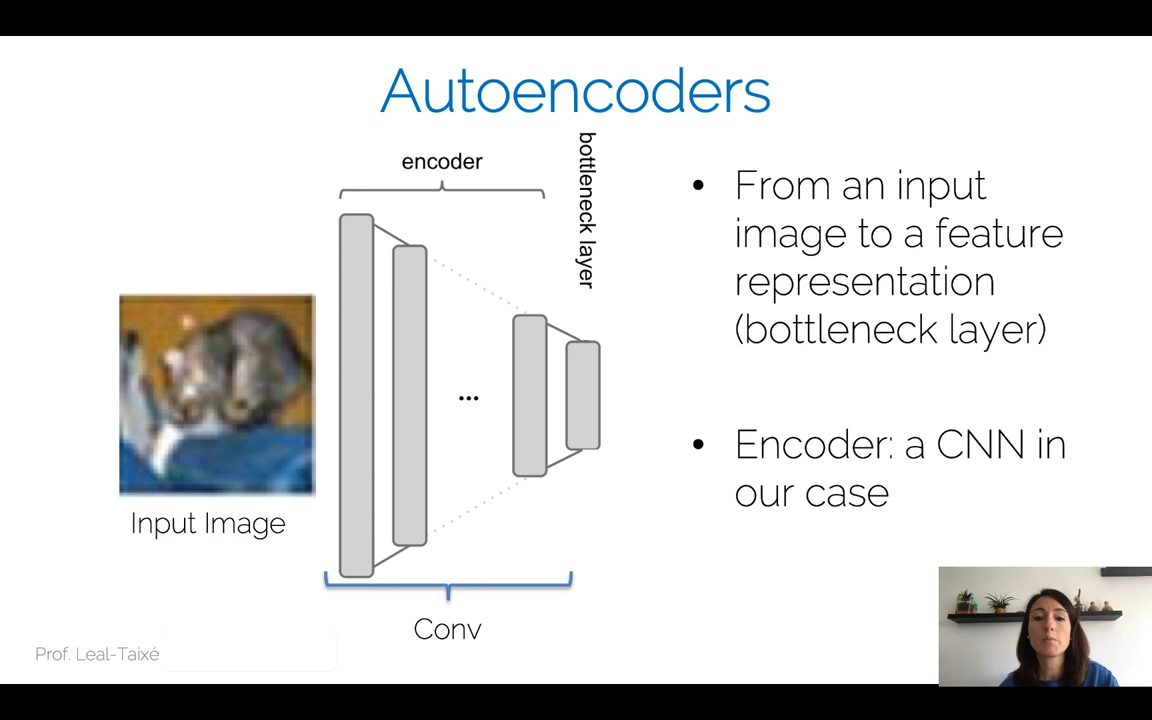 Autoencoders
encoder
bottleneck layer
...
Input Image
Conv
• From an input
image to a feature
representation
(bottleneck layer)
• Encoder: a CNN in
our case
Prof. Leal-Taixé